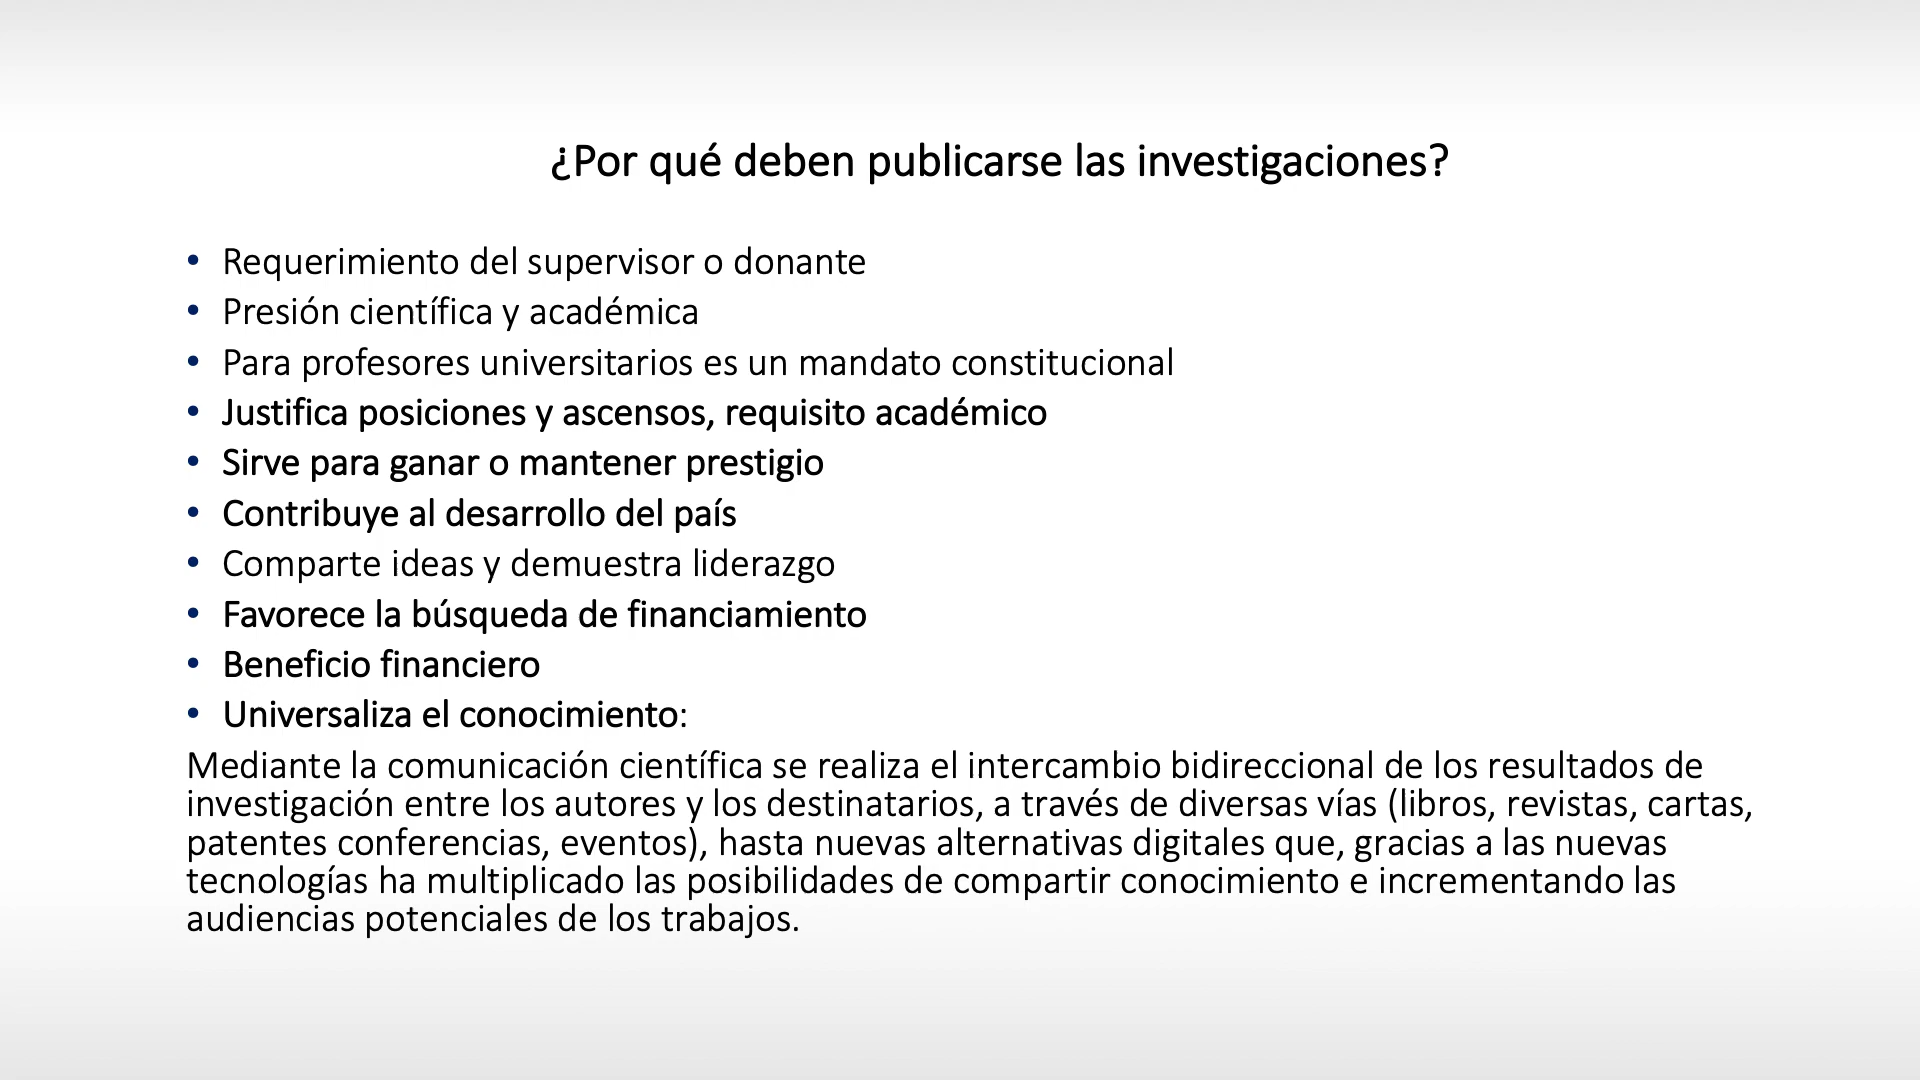 ¿Por qué deben publicarse las investigaciones?
• Requerimiento del supervisor o donante
• Presión científica y académica
• Para profesores universitarios es un mandato constitucional
• Justifica posiciones y ascensos, requisito académico
• Sirve para ganar o mantener prestigio
• Contribuye al desarrollo del país
• Comparte ideas y demuestra liderazgo
• Favorece la búsqueda de financiamiento
• Beneficio financiero
• Universaliza el conocimiento:
Mediante la comunicación científica se realiza el intercambio bidireccional de los resultados de
investigación entre los autores y los destinatarios, a través de diversas vías (libros, revistas, cartas,
patentes conferencias, eventos), hasta nuevas alternativas digitales que, gracias a las nuevas
tecnologías ha multiplicado las posibilidades de compartir conocimiento e incrementando las
audiencias potenciales de los trabajos.